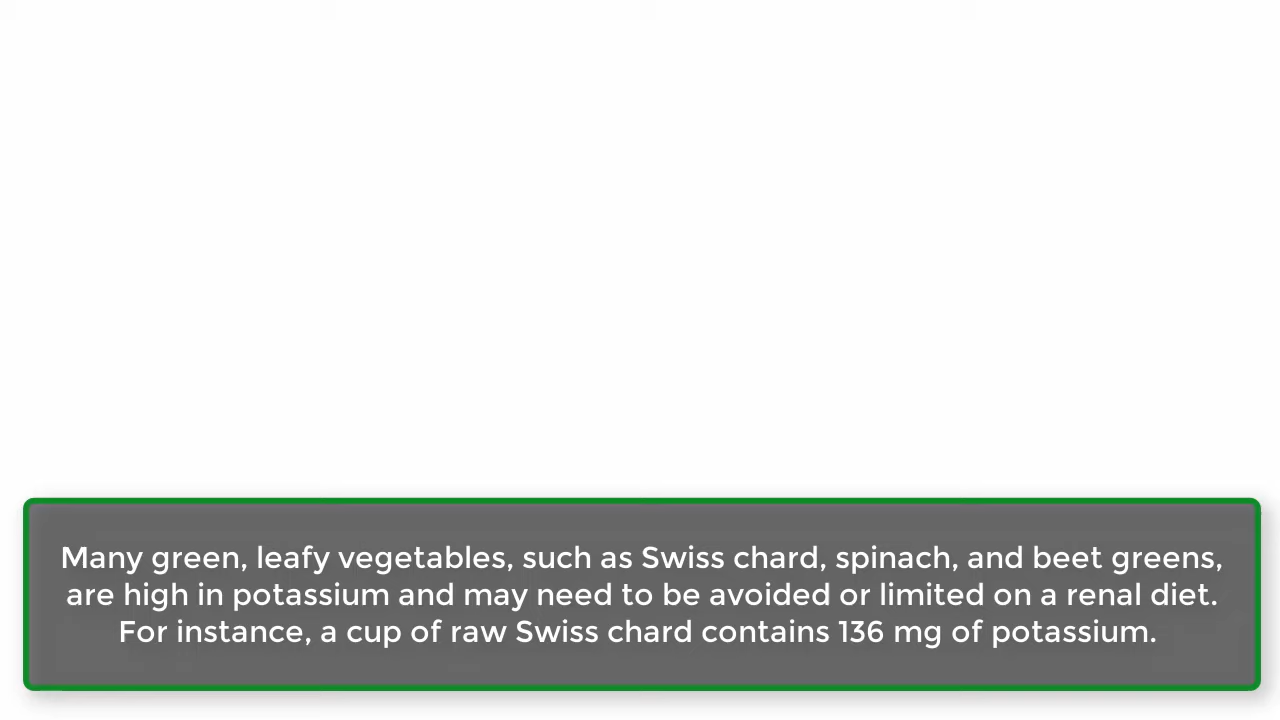 Many green, leafy vegetables, such as Swiss chard, spinach, and beet greens,
are high in potassium and may need to be avoided or limited on a renal diet.
For instance, a cup of raw Swiss chard contains 136 mg of potassium.